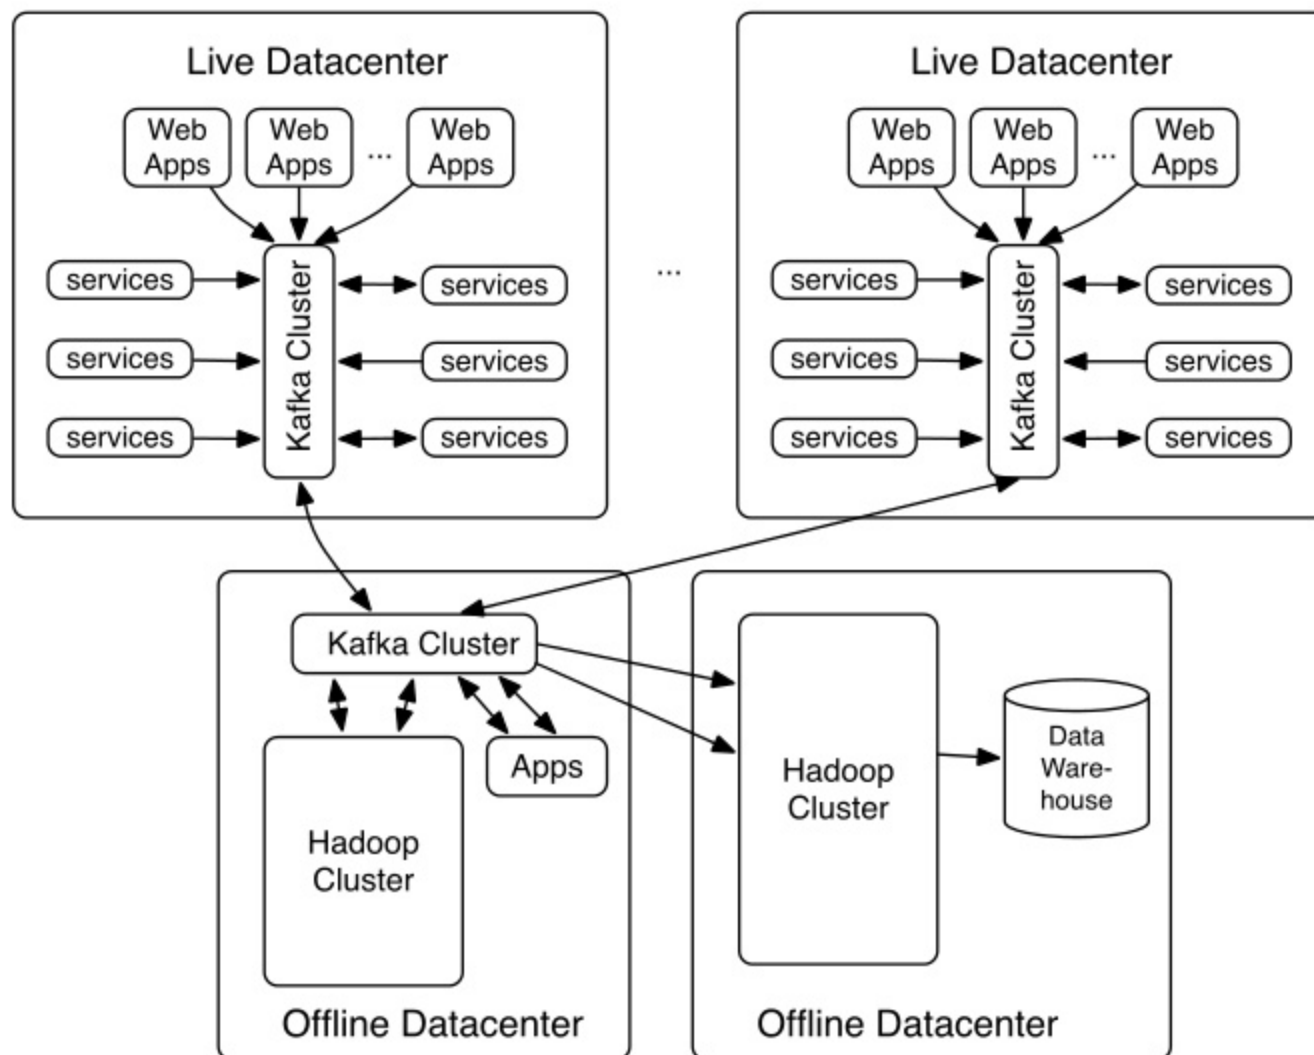 Live Datacenter
Web
Apps
Web
Apps
...
Web
Apps
services
services
services
Kafka Cluster
services
services
services
...
Live Datacenter
Web
Apps
Web
Apps
...
Web
Apps
services
services
services
Kafka Cluster
services
services
services
Kafka Cluster
Apps
Hadoop
Cluster
Offline Datacenter
Hadoop
Cluster
Data
Ware-
house
Offline Datacenter